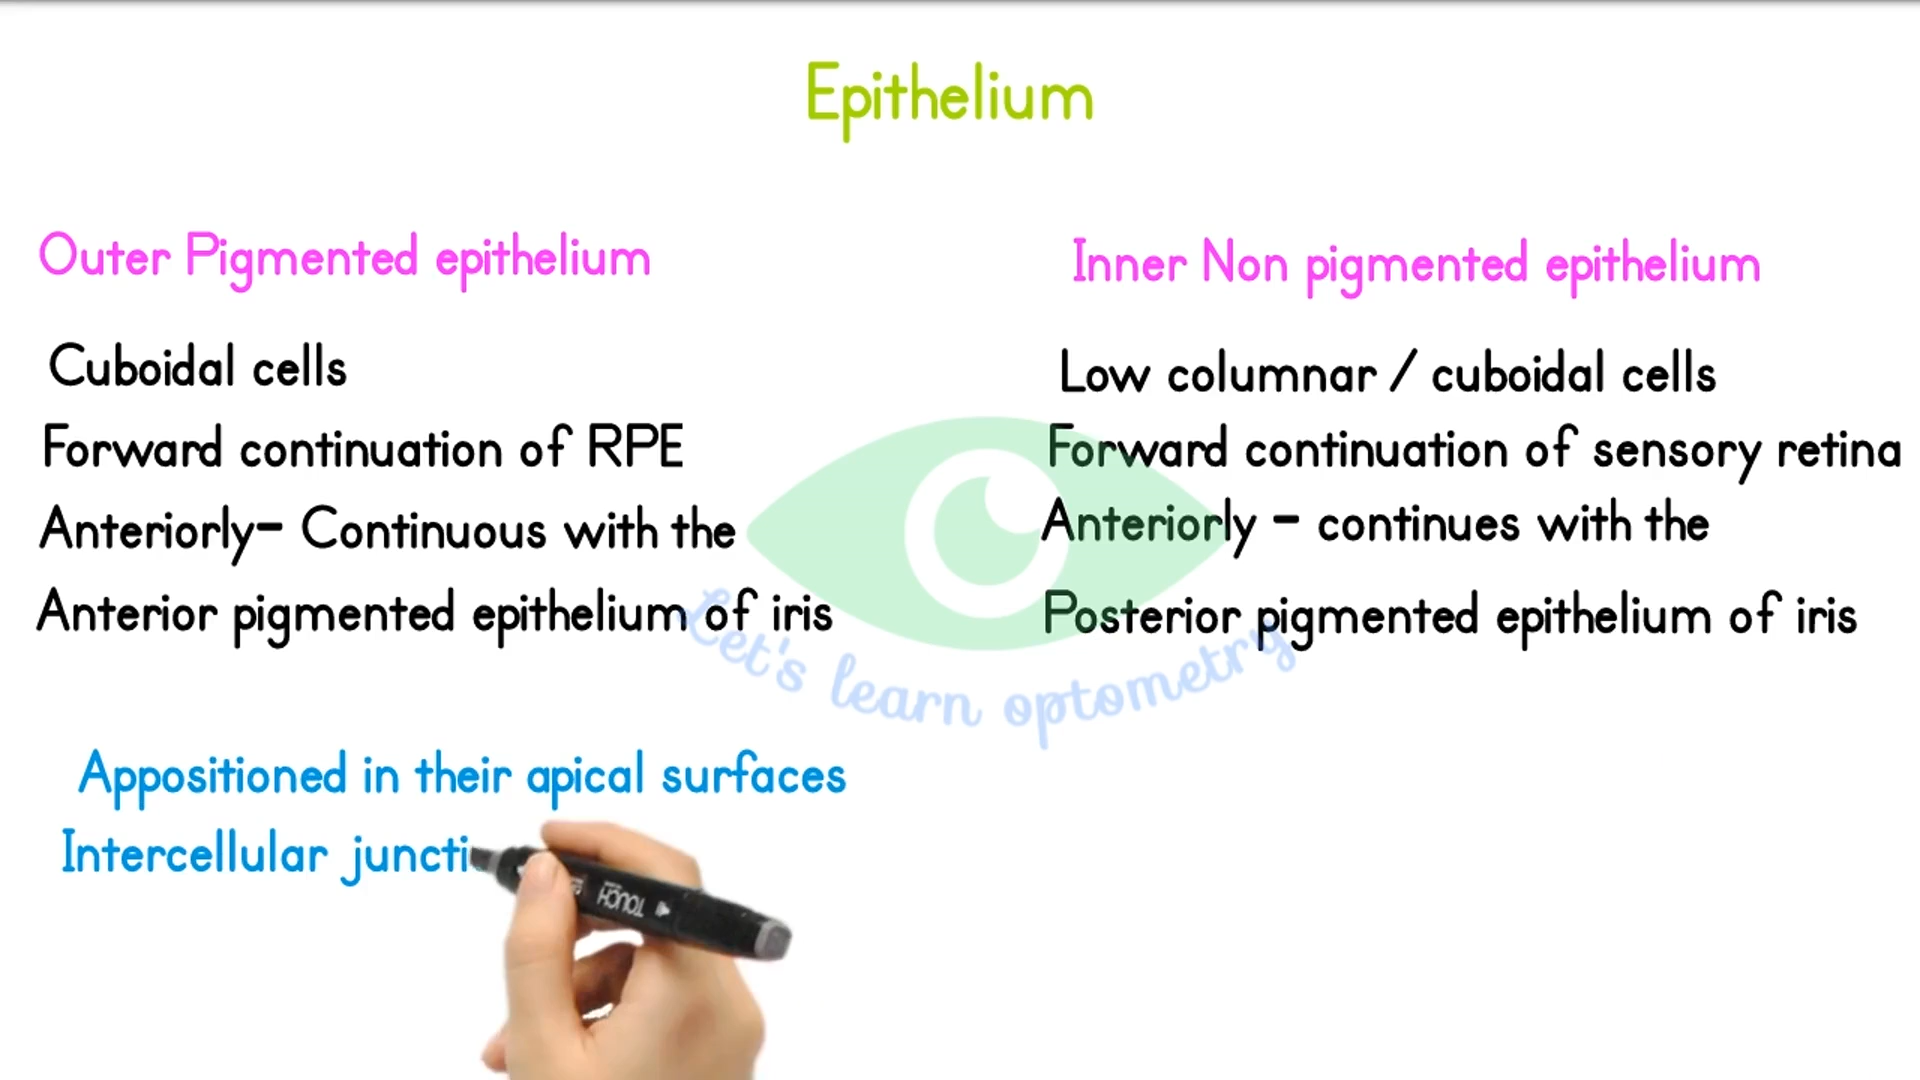 Epithelium
Outer Pigmented epithelium
Cuboidal cells
Forward continuation of RPE
Anteriorly- Continuous with the
Anterior pigmented epithelium of iris
Inner Non pigmented epithelium
Low columnar / cuboidal cells
Forward continuation of sensory retina
Anteriorly - continues with the
Posterior pigmented epithelium of iris
Let's learn optometry
Appositioned in their apical surfaces
Intercellular juncti
TOUCH